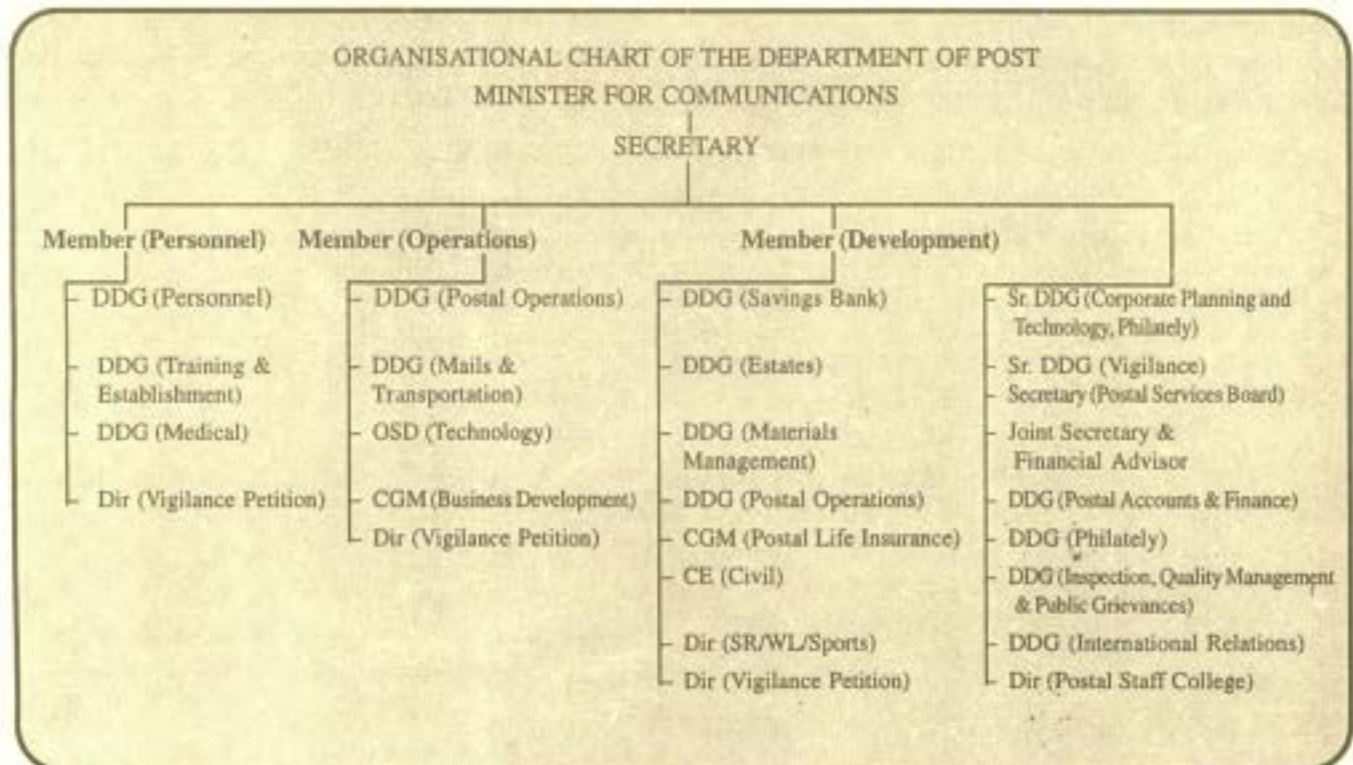 ORGANISATIONAL CHART OF THE DEPARTMENT OF POST
MINISTER FOR COMMUNICATIONS
SECRETARY
Member (Personnel)
DDG (Personnel)
DDG (Training &
Establishment)
DDG (Medical)
Dir (Vigilance Petition)
Member (Operations)
DDG (Postal Operations)
DDG (Mails &
Transportation)
OSD (Technology)
CGM (Business Development)
Dir (Vigilance Petition)
Member (Development)
DDG (Savings Bank)
DDG (Estates)
DDG (Materials
Management)
DDG (Postal Operations)
CGM (Postal Life Insurance)
CE (Civil)
Dir (SR/WL/Sports)
Dir (Vigilance Petition)
Sr. DDG (Corporate Planning and
Technology, Philately)
Sr. DDG (Vigilance)
Secretary (Postal Services Board)
Joint Secretary &
Financial Advisor
DDG (Postal Accounts & Finance)
DDG (Philately)
DDG (Inspection, Quality Management
& Public Grievances)
DDG (International Relations)
Dir (Postal Staff College)